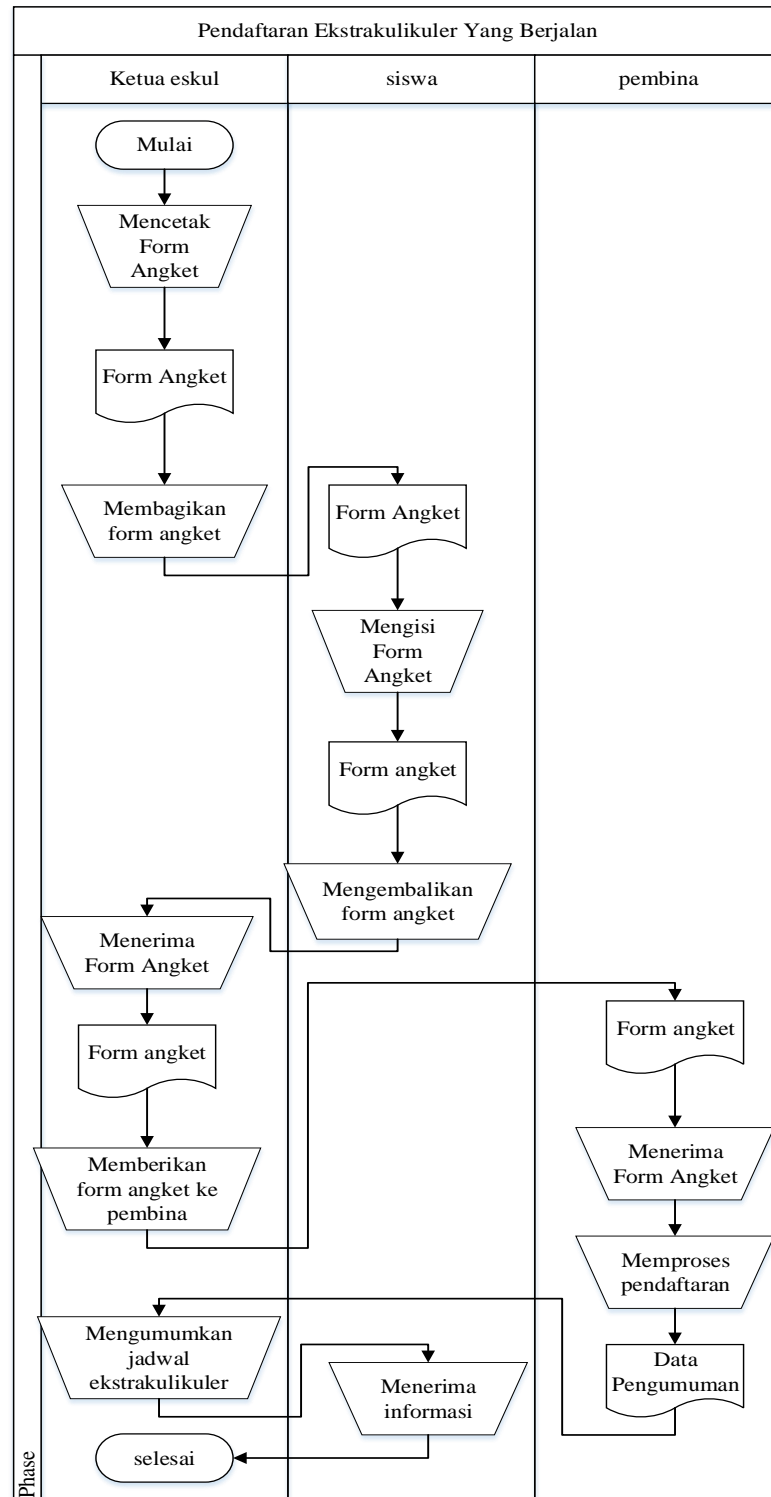 Pendaftaran Ekstrakulikuler Yang Berjalan
Ketua eskul
siswa
pembina
Mulai
Mencetak
Form
Angket
Form Angket
Membagikan
form angket
Form Angket
Mengisi
Form
Angket
Form angket
Mengembalikan
form angket
Menerima
Form Angket
Form angket
Memberikan
form angket ke
pembina
Form angket
Menerima
Form Angket
Memproses
pendaftaran
Data
Pengumuman
Mengumumkan
jadwal
ekstrakulikuler
Menerima
informasi
selesai
Phase